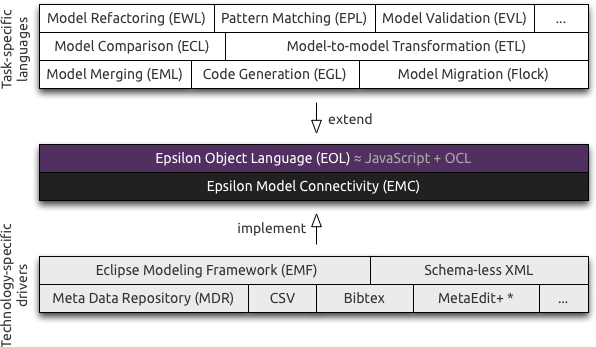 Task-specific
languages
Model Refactoring (EWL) Pattern Matching (EPL) Model Validation (EVL) ...
Model Comparison (ECL) Model-to-model Transformation (ETL)
Model Merging (EML) Code Generation (EGL) Model Migration (Flock)
extend
Epsilon Object Language (EOL) ≈ JavaScript + OCL
Epsilon Model Connectivity (EMC)
implement
Technology-specific
drivers
Eclipse Modeling Framework (EMF) Schema-less XML
Meta Data Repository (MDR) CSV Bibtex MetaEdit+ * ...